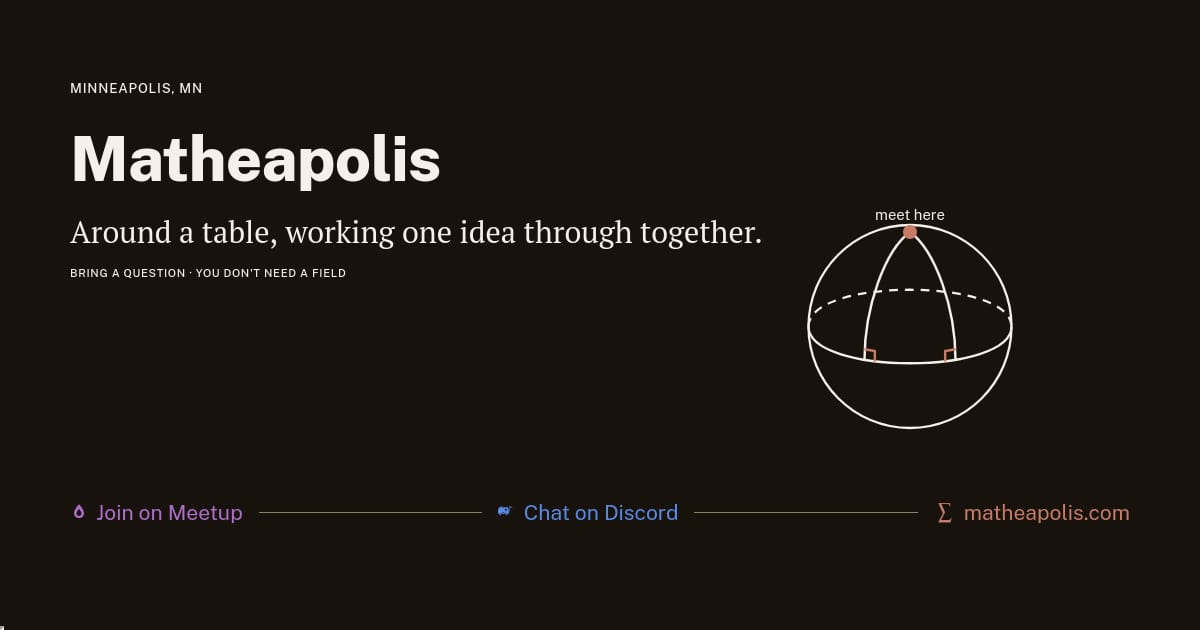 MINNEAPOLIS, MN
Matheapolis
Around a table, working one idea through together.
BRING A QUESTION · YOU DON'T NEED A FIELD
meet here
Join on Meetup
Chat on Discord
∑ matheapolis.com